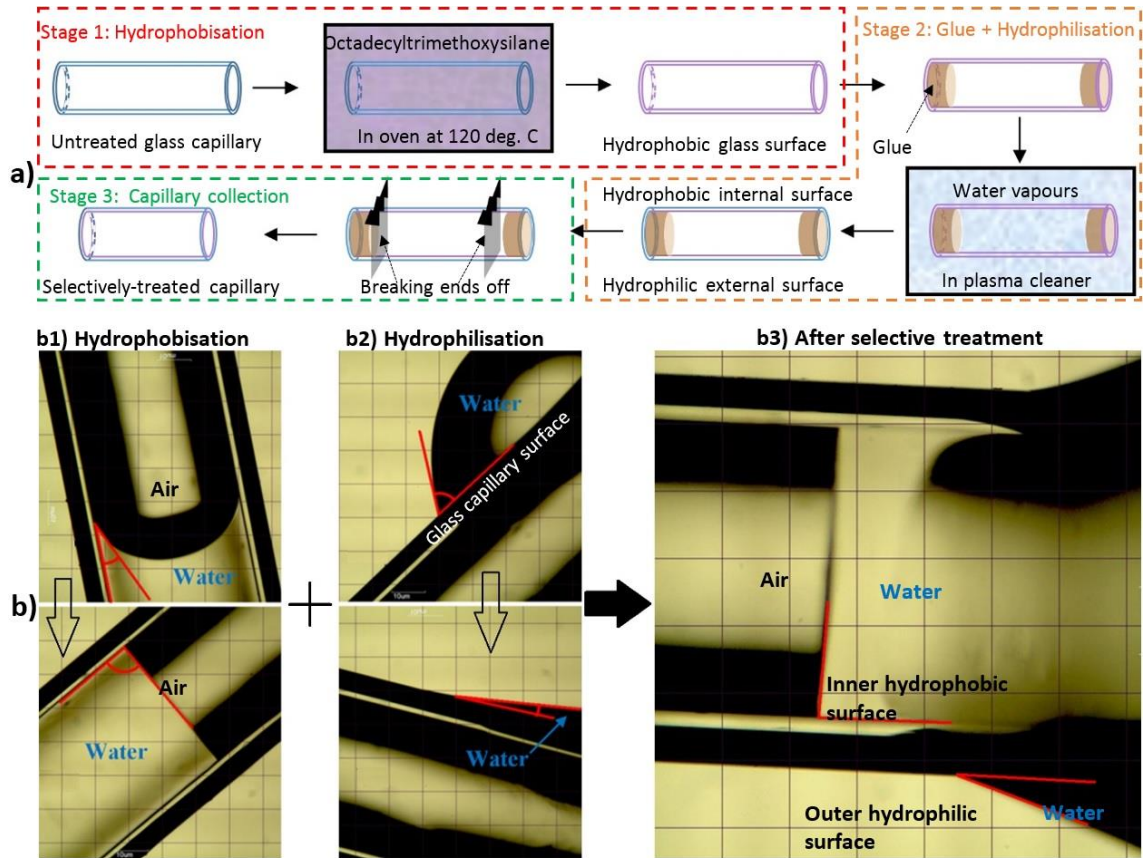 Stage 1: Hydrophobisation
Octadecyltrimethoxysilane
Stage 2: Glue + Hydrophilisation
Untreated glass capillary
In oven at 120 deg. C
Hydrophobic glass surface
Glue
a)
Stage 3: Capillary collection
Hydrophobic internal surface
Water vapours
Selectively-treated capillary
Breaking ends off
Hydrophilic external surface
In plasma cleaner
b1) Hydrophobisation
b2) Hydrophilisation
b3) After selective treatment
Air
Water
Water
Glass capillary surface
10um
b)
Air
Water
Water
10um
Air
Water
Inner hydrophobic
surface
Outer hydrophilic
surface
Water